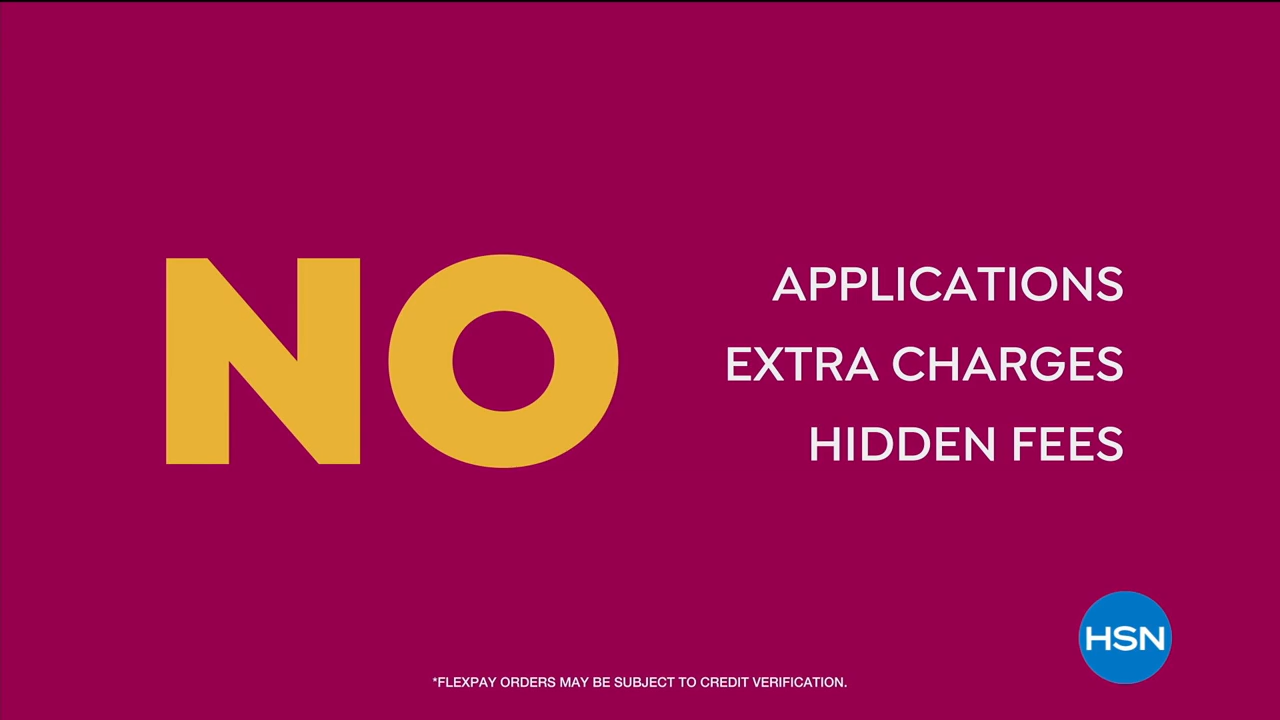 NO
APPLICATIONS
EXTRA CHARGES
HIDDEN FEES
HSN
*FLEXPAY ORDERS MAY BE SUBJECT TO CREDIT VERIFICATION.